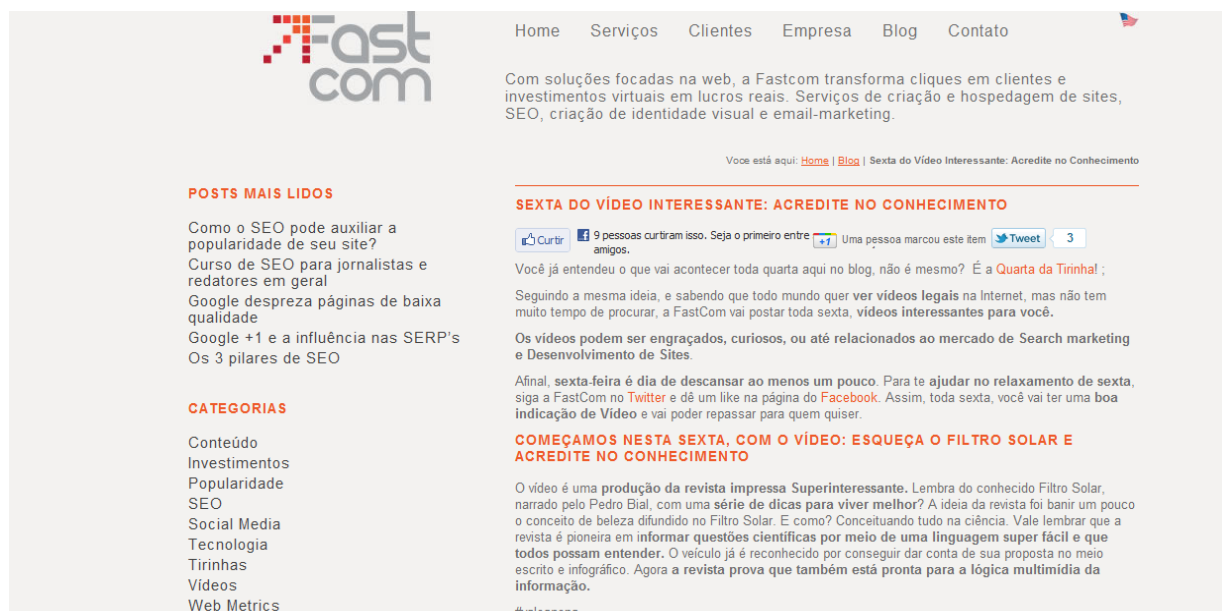 Fast
com
Home Serviços Clientes Empresa Blog Contato
Com soluções focadas na web, a Fastcom transforma cliques em clientes e
investimentos virtuais em lucros reais. Serviços de criação e hospedagem de sites,
SEO, criação de identidade visual e email-marketing.
Voce está aqui: Home | Blog | Sexta do Vídeo Interessante: Acredite no Conhecimento
POSTS MAIS LIDOS
Como o SEO pode auxiliar a
popularidade de seu site?
Curso de SEO para jornalistas e
redatores em geral
Google despreza páginas de baixa
qualidade
Google +1 e a influência nas SERP's
Os 3 pilares de SEO
CATEGORIAS
Conteúdo
Investimentos
Popularidade
SEO
Social Media
Tecnologia
Tirinhas
Vídeos
Web Metrics
SEXTA DO VÍDEO INTERESSANTE: ACREDITE NO CONHECIMENTO
Curtir 9 pessoas curtiram isso. Seja o primeiro entre +1 Uma pessoa marcou este item Tweet 3
amigos.
Você já entendeu o que vai acontecer toda quarta aqui no blog, não é mesmo? É a Quarta da Tirinha! ;
Seguindo a mesma ideia, e sabendo que todo mundo quer ver vídeos legais na Internet, mas não tem
muito tempo de procurar, a FastCom vai postar toda sexta, vídeos interessantes para você.
Os vídeos podem ser engraçados, curiosos, ou até relacionados ao mercado de Search marketing
e Desenvolvimento de Sites.
Afinal, sexta-feira é dia de descansar ao menos um pouco. Para te ajudar no relaxamento de sexta,
siga a FastCom no Twitter e dê um like na página do Facebook. Assim, toda sexta, você vai ter uma boa
indicação de Vídeo e vai poder repassar para quem quiser.
COMEÇAMOS NESTA SEXTA, COM O VÍDEO: ESQUEÇA O FILTRO SOLAR E
ACREDITE NO CONHECIMENTO
O vídeo é uma produção da revista impressa Superinteressante. Lembra do conhecido Filtro Solar,
narrado pelo Pedro Bial, com uma série de dicas para viver melhor? A ideia da revista foi banir um pouco
o conceito de beleza difundido no Filtro Solar. E como? Conceituando tudo na ciência. Vale lembrar que a
revista é pioneira em informar questões científicas por meio de uma linguagem super fácil e que
todos possam entender. O veículo já é reconhecido por conseguir dar conta de sua proposta no meio
escrito e infográfico. Agora a revista prova que também está pronta para a lógica multimídia da
informação.